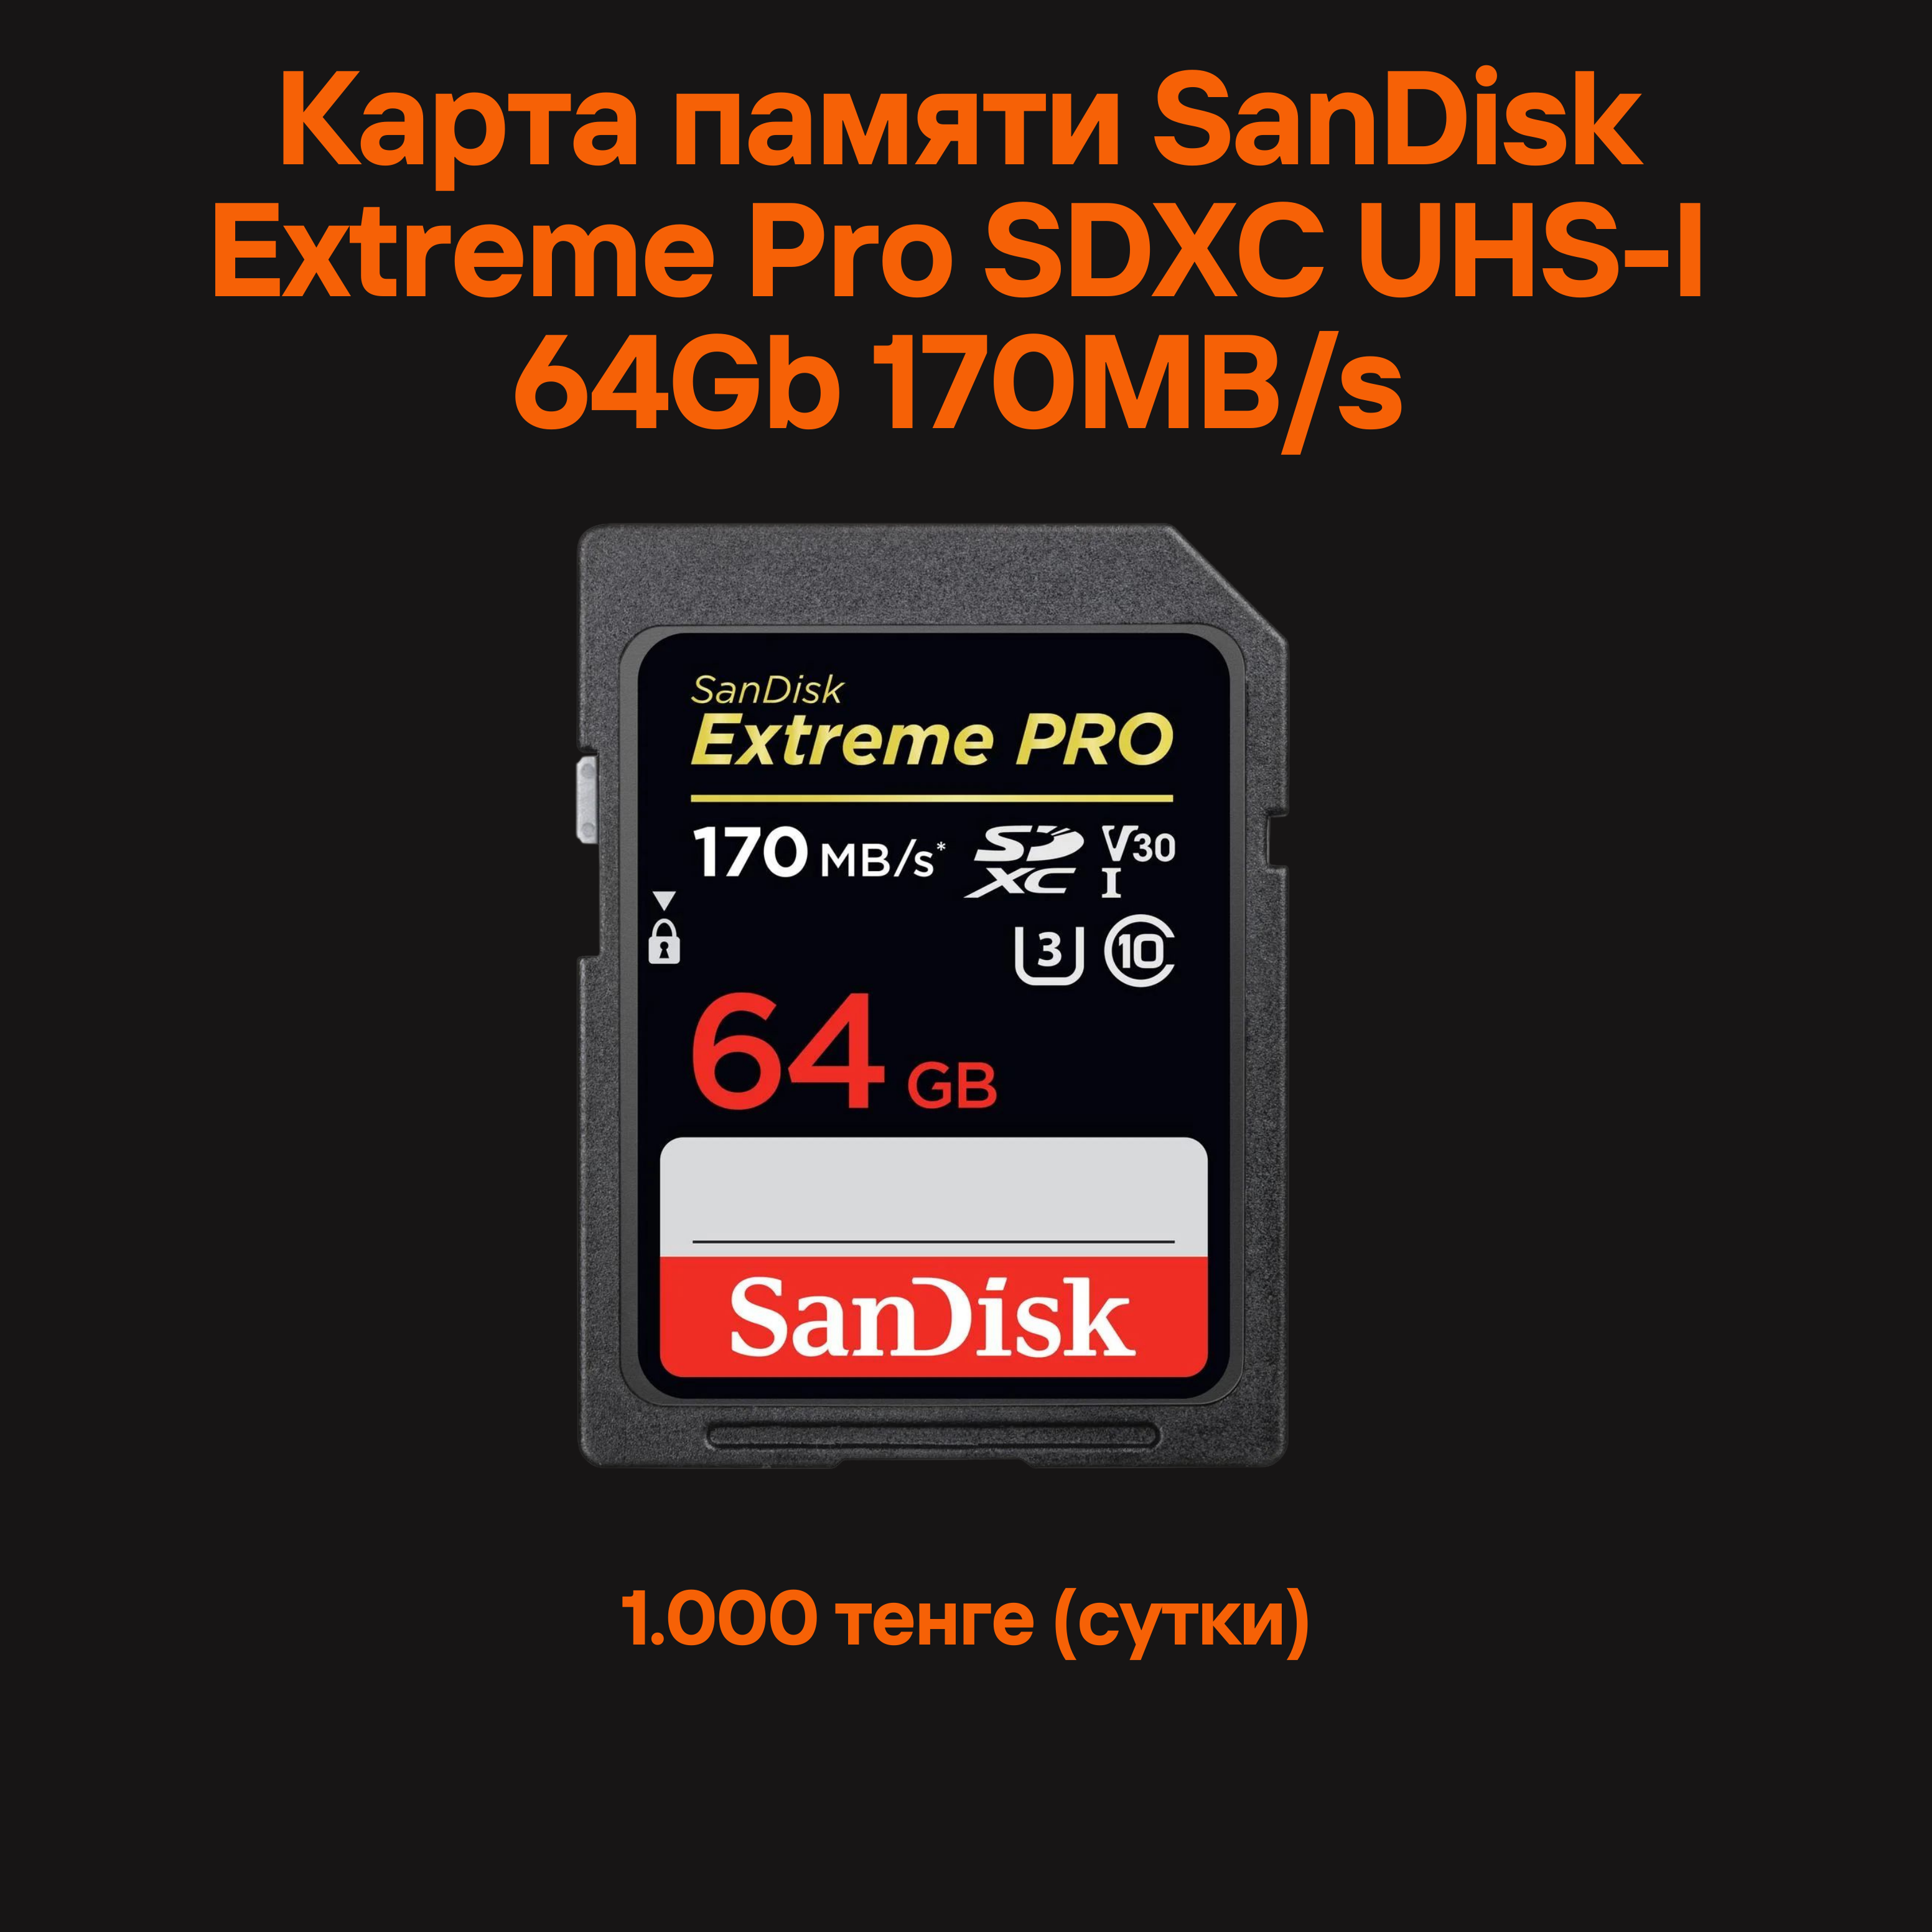 Карта памяти SanDisk
Extreme Pro SDXC UHS-I
64Gb 170MB/s
SanDisk
Extreme PRO
170 MB/s* SD XC V30 I
3 10
64 GB
SanDisk
1.000 тенге (сутки)